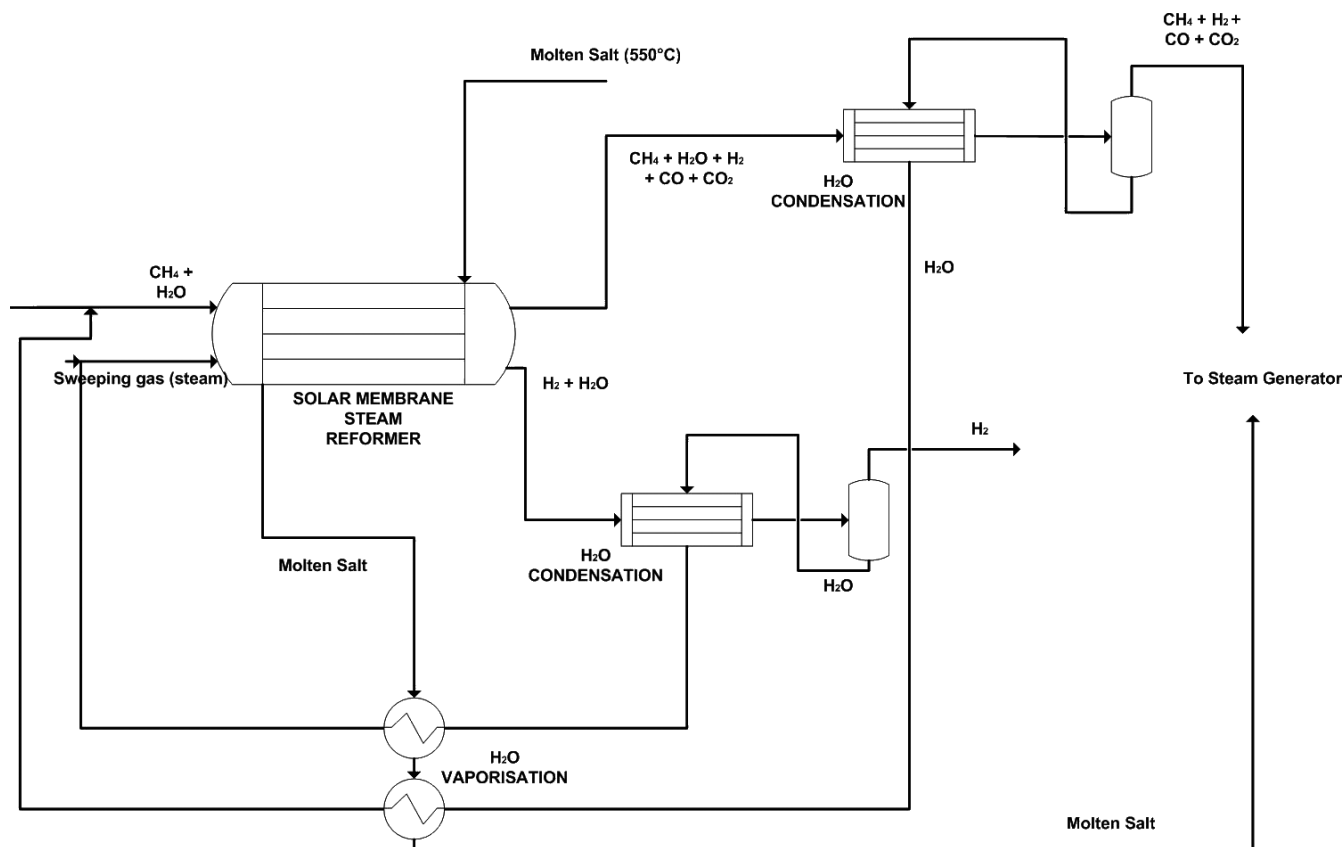 CH₄ + H₂ +
CO + CO₂
Molten Salt (550°C)
CH₄ + H₂O + H₂
+ CO + CO₂
H₂O
CONDENSATION
H₂O
CH₄ +
H₂O
Sweeping gas (steam)
SOLAR MEMBRANE
STEAM
REFORMER
H₂ + H₂O
To Steam Generator
H₂
Molten Salt
H₂O
CONDENSATION
H₂O
H₂O
VAPORISATION
Molten Salt